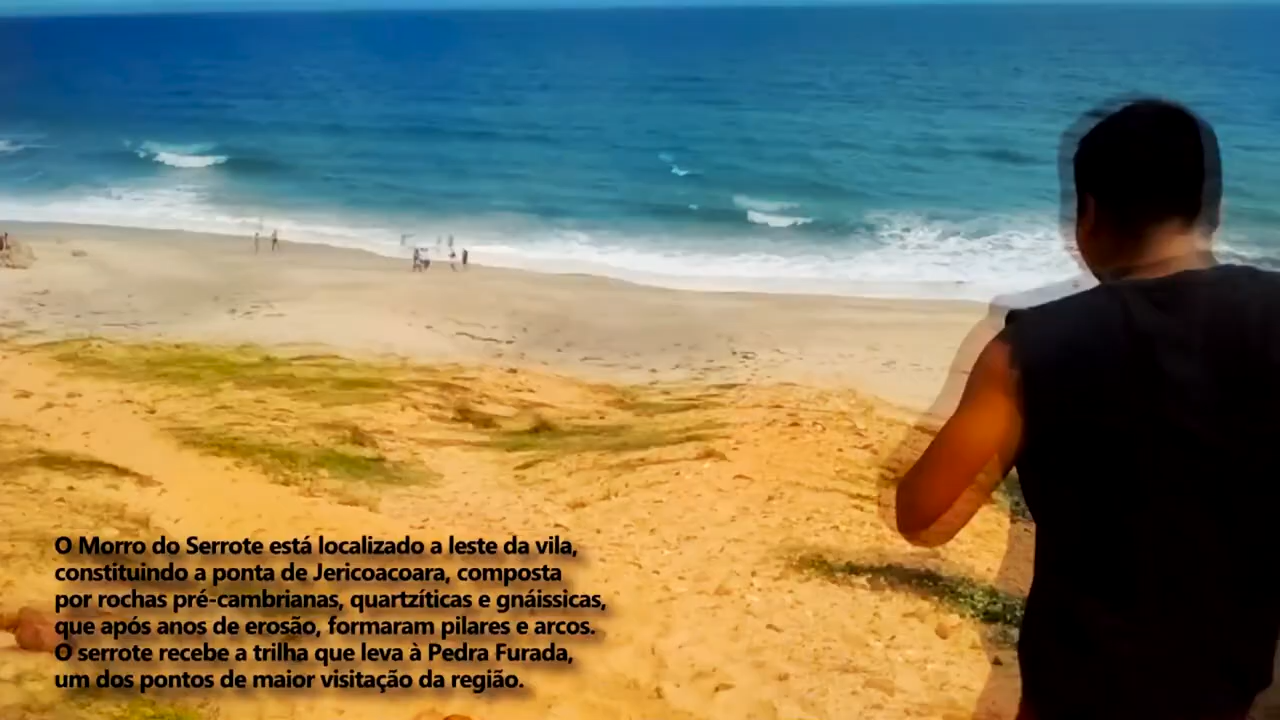 O Morro do Serrote está localizado a leste da vila,
constituindo a ponta de Jericoacoara, composta
por rochas pré-cambrianas, quartzíticas e gnáissicas,
que após anos de erosão, formaram pilares e arcos.
O serrote recebe a trilha que leva à Pedra Furada,
um dos pontos de maior visitação da região.